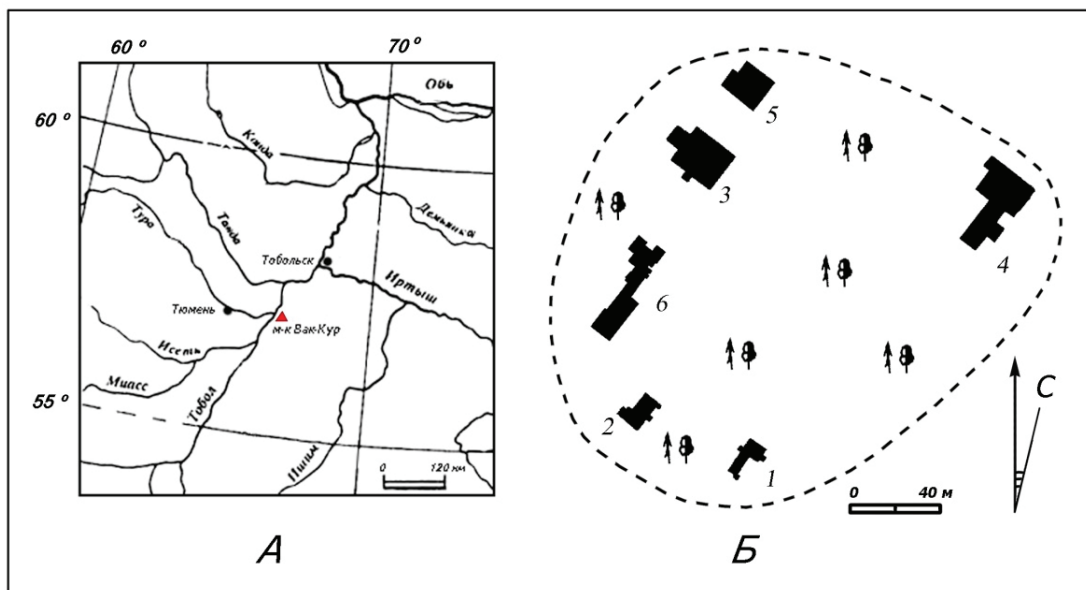 60 °
70 °
60 °
55 °
Обь
Конда
Демьянка
Тура
Тавда
Тобольск
Иртыш
Тюмень
м-к Вак-Кур
Исеть
Миасс
Тобол
Ишим
0 120 км
А
5
3
4
6
2
1
С
0 40 м
Б